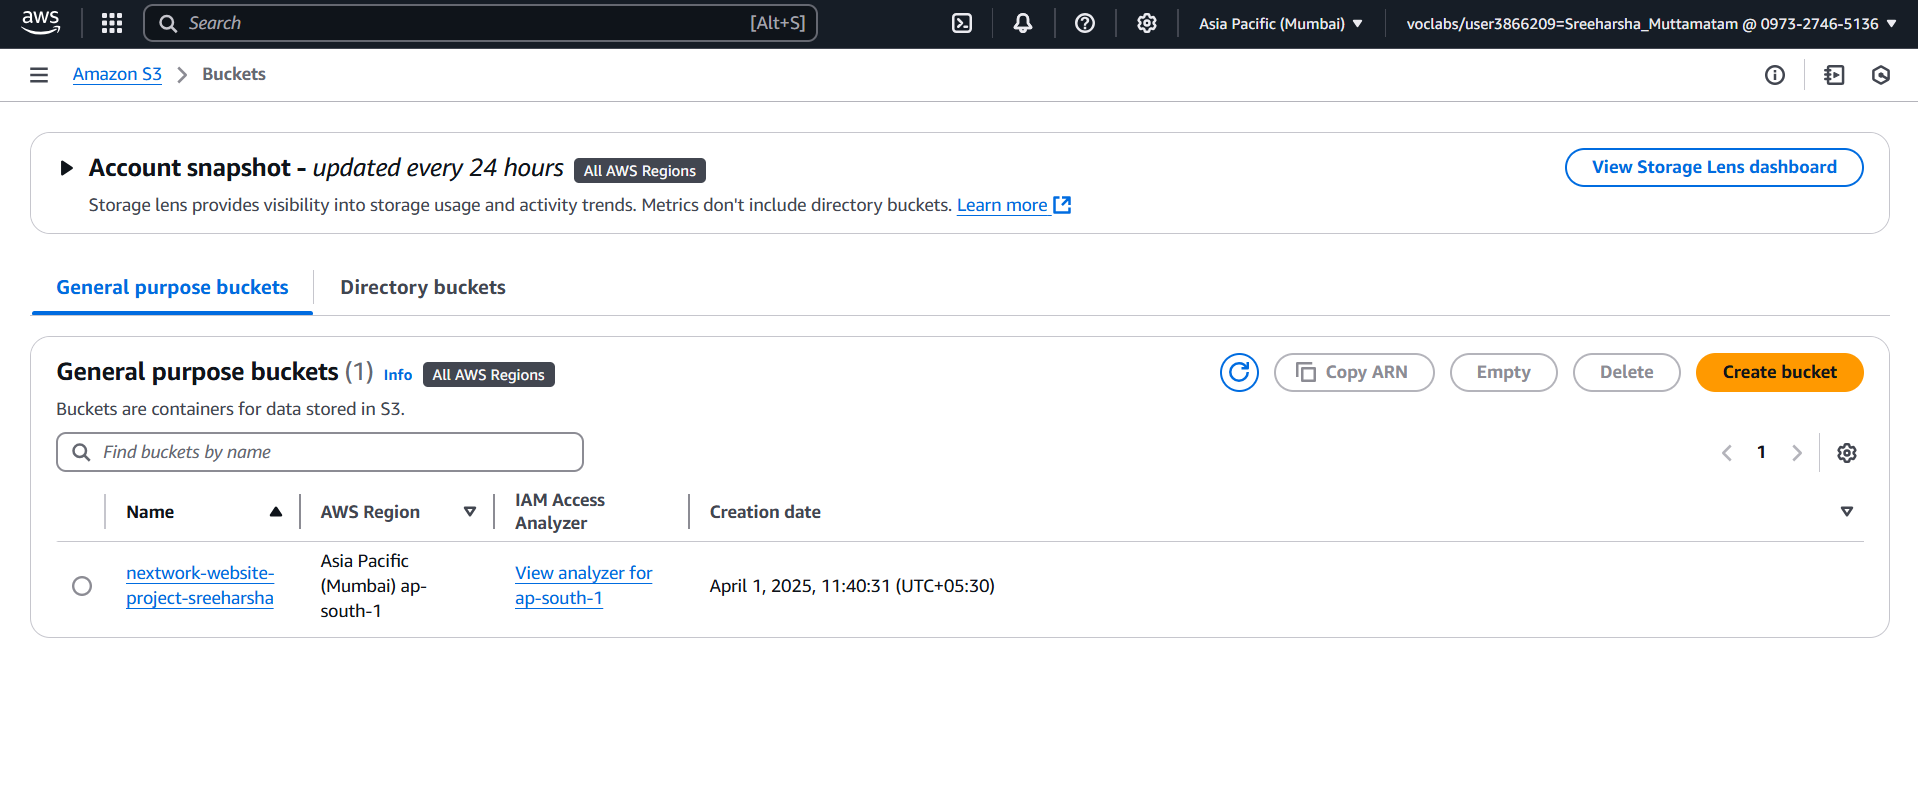 aws
Search [Alt+S] Asia Pacific (Mumbai) voclabs/user3866209=Sreeharsha_Muttamatam @ 0973-2746-5136
Amazon S3 Buckets
Account snapshot - updated every 24 hours All AWS Regions View Storage Lens dashboard
Storage lens provides visibility into storage usage and activity trends. Metrics don't include directory buckets. Learn more
General purpose buckets Directory buckets
General purpose buckets (1) Info All AWS Regions Copy ARN Empty Delete Create bucket
Buckets are containers for data stored in S3.
Find buckets by name 1
Name AWS Region IAM Access Analyzer Creation date
nextwork-website-project-sreeharsha Asia Pacific (Mumbai) ap-south-1 View analyzer for ap-south-1 April 1, 2025, 11:40:31 (UTC+05:30)